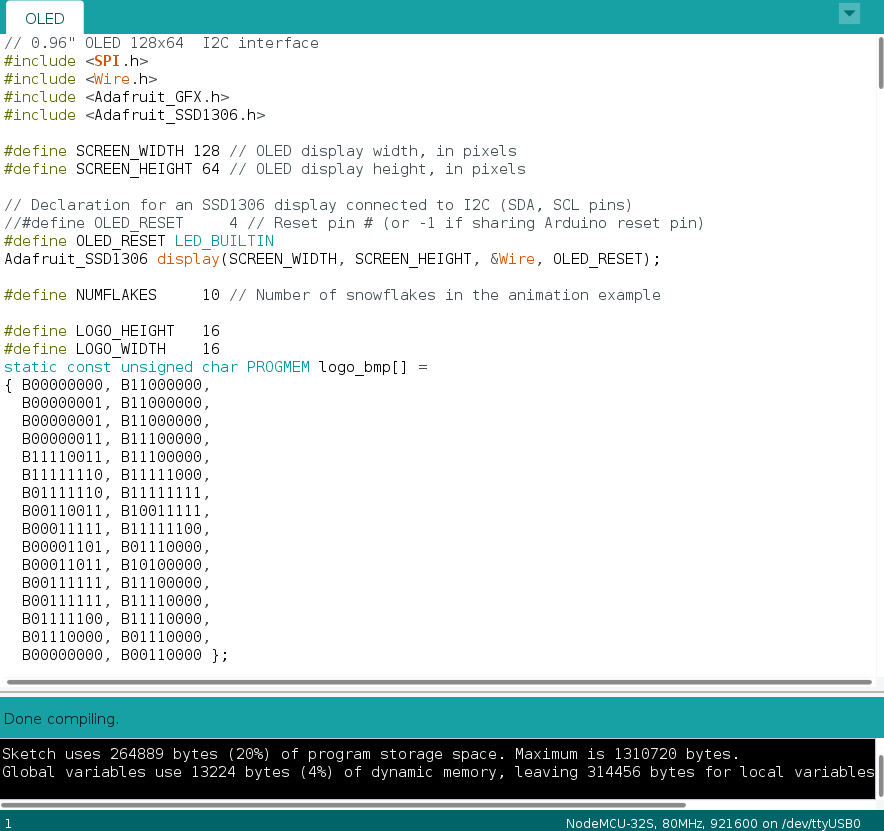 OLED
// 0.96" OLED 128x64  I2C interface
#include <SPI.h>
#include <Wire.h>
#include <Adafruit_GFX.h>
#include <Adafruit_SSD1306.h>
#define SCREEN_WIDTH 128 // OLED display width, in pixels
#define SCREEN_HEIGHT 64 // OLED display height, in pixels
// Declaration for an SSD1306 display connected to I2C (SDA, SCL pins)
//#define OLED_RESET     4 // Reset pin # (or -1 if sharing Arduino reset pin)
#define OLED_RESET LED_BUILTIN
Adafruit_SSD1306 display(SCREEN_WIDTH, SCREEN_HEIGHT, &Wire, OLED_RESET);
#define NUMFLAKES     10 // Number of snowflakes in the animation example
#define LOGO_HEIGHT   16
#define LOGO_WIDTH    16
static const unsigned char PROGMEM logo_bmp[] =
{ B00000000, B11000000,
  B00000001, B11000000,
  B00000001, B11000000,
  B00000011, B11100000,
  B11110011, B11100000,
  B11111110, B11111000,
  B01111110, B11111111,
  B00110011, B10011111,
  B00011111, B11111100,
  B00001101, B01110000,
  B00011011, B10100000,
  B00111111, B11100000,
  B00111111, B11110000,
  B01111100, B11110000,
  B01110000, B01110000,
  B00000000, B00110000 };
Done compiling.
Sketch uses 264889 bytes (20%) of program storage space. Maximum is 1310720 bytes.
Global variables use 13224 bytes (4%) of dynamic memory, leaving 314456 bytes for local variables
1
NodeMCU-32S, 80MHz, 921600 on /dev/ttyUSB0